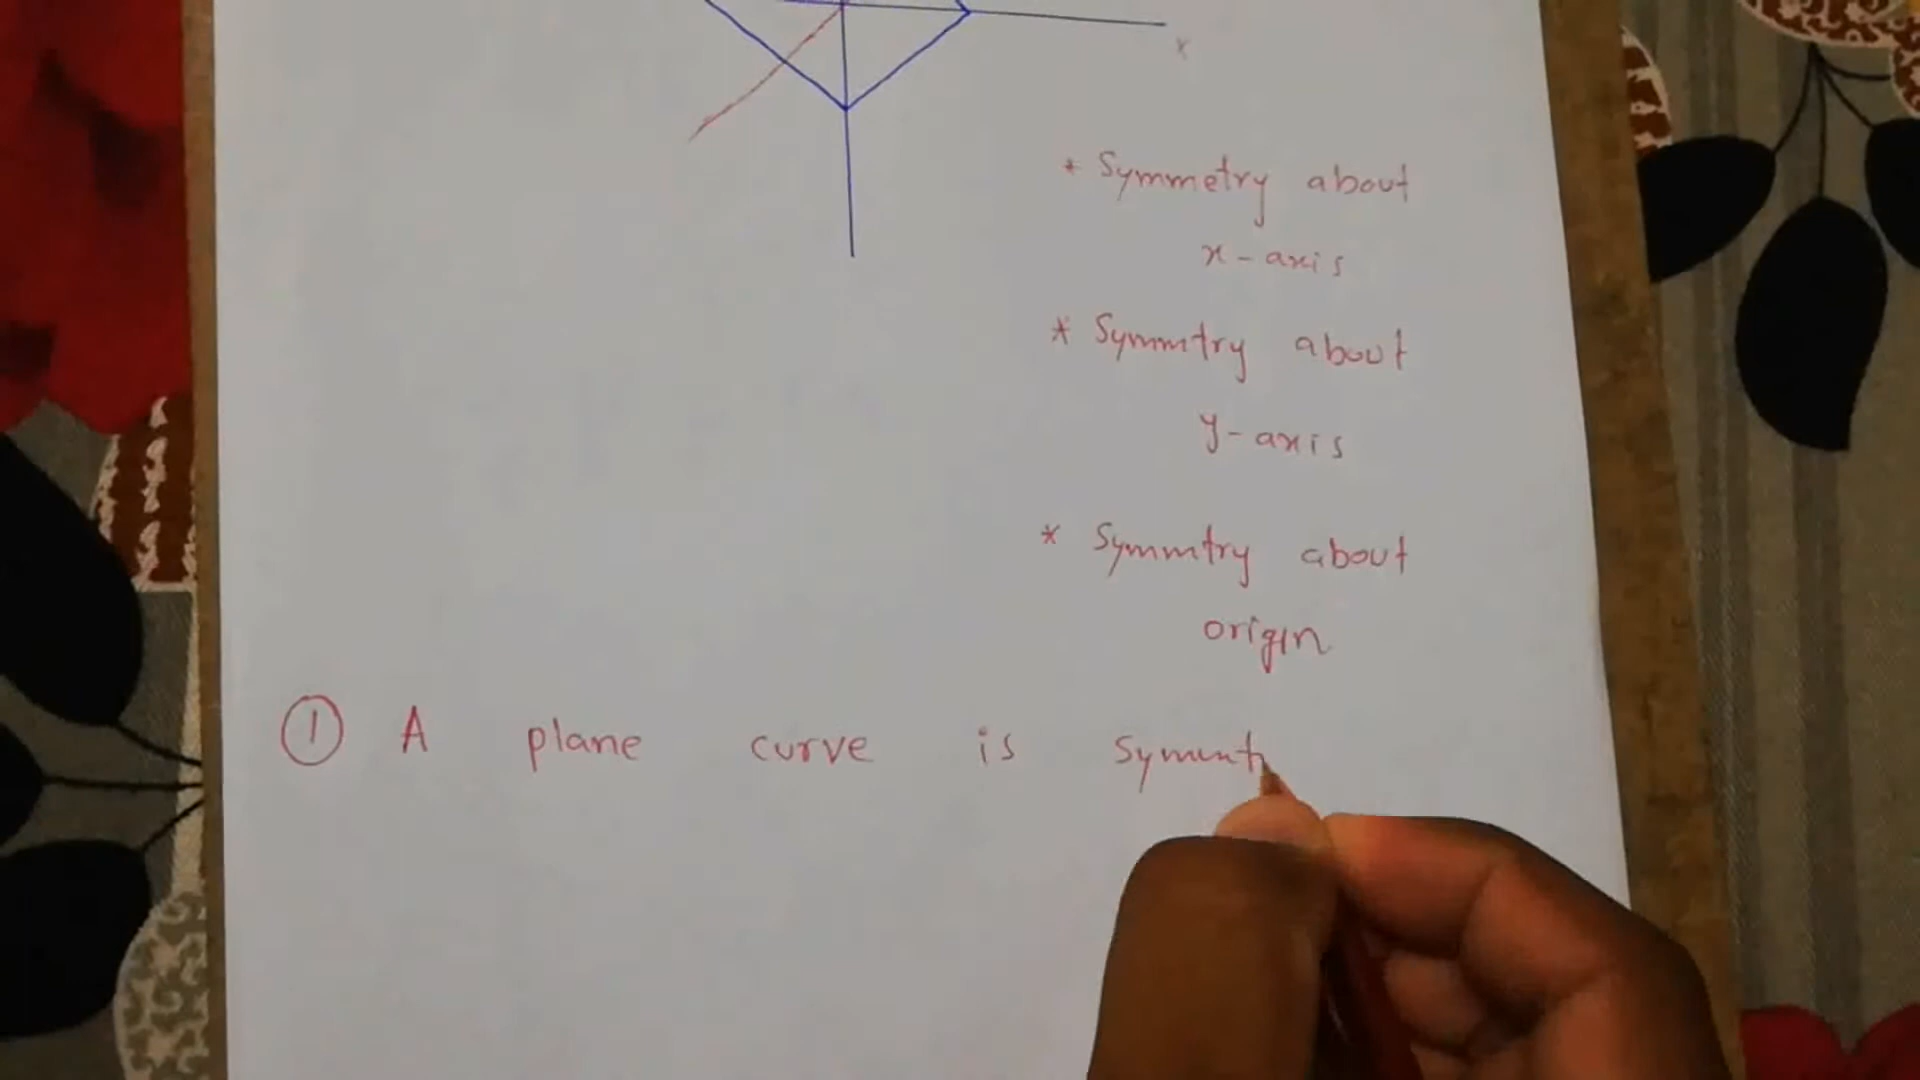 x
* Symmetry about
x-axis
* Symmtry about
y-axis
* Symmtry about
origin
① A plane curve is Symmt